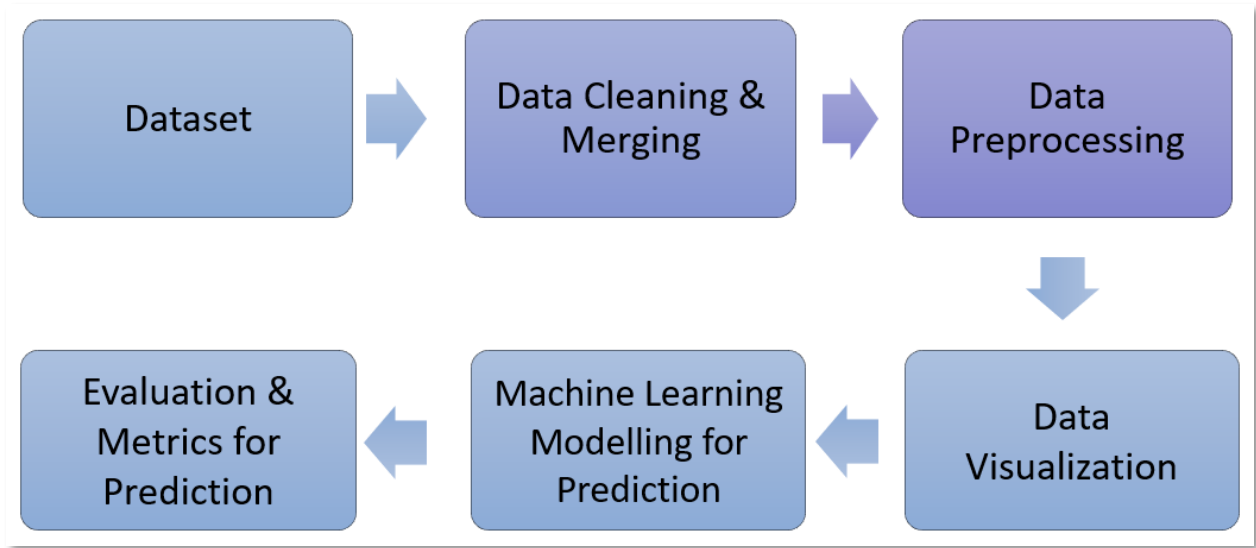 Dataset
Data Cleaning &
Merging
Data
Preprocessing
Data
Visualization
Machine Learning
Modelling for
Prediction
Evaluation &
Metrics for
Prediction